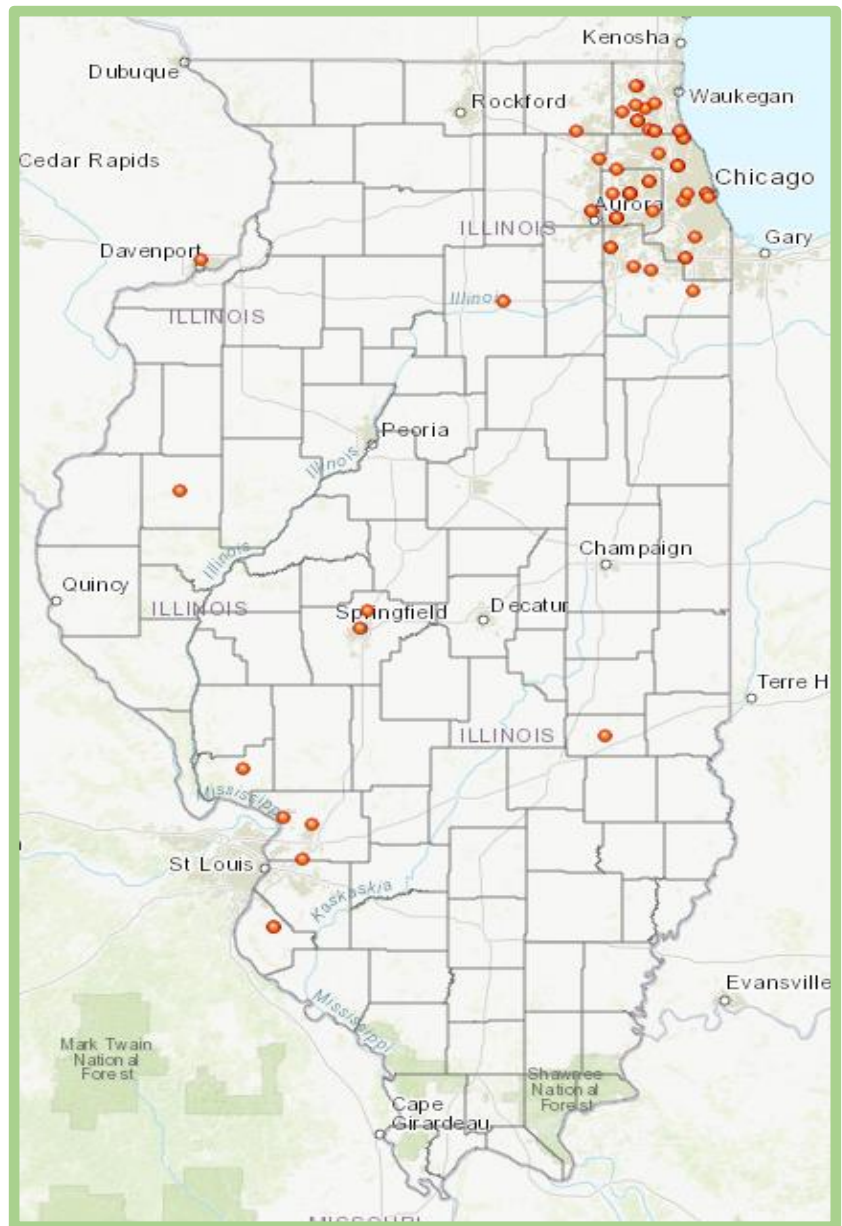 Kenosha
Dubuque
Rockford
Waukegan
Cedar Rapids
Chicago
Aurora
ILLINOIS
Davenport
Gary
Illinois
ILLINOIS
Peoria
Illinois
Champaign
Illinois
Quincy
ILLINOIS
Springfield
Decatur
Terre H
ILLINOIS
Mississippi
St Louis
Kaskaskia
Evansville
Mississippi
Mark Twain
National
Forest
Shawnee
National
Forest
Cape
Girardeau
MISSOURI